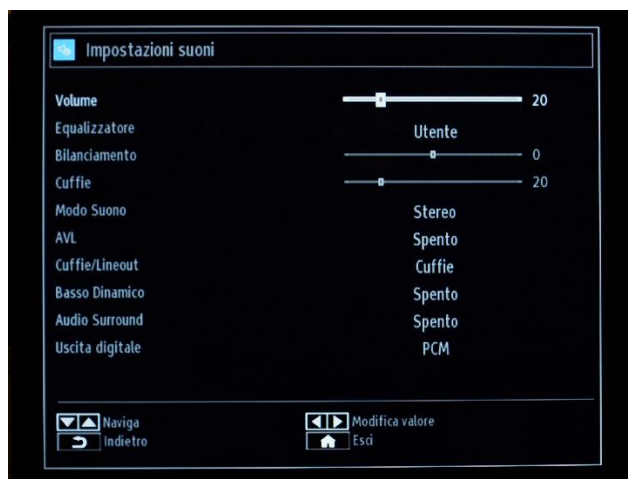 Impostazioni suoni
Volume 20
Equalizzatore Utente
Bilanciamento 0
Cuffie 20
Modo Suono Stereo
AVL Spento
Cuffie/Lineout Cuffie
Basso Dinamico Spento
Audio Surround Spento
Uscita digitale PCM
Naviga Modifica valore
Indietro Esci